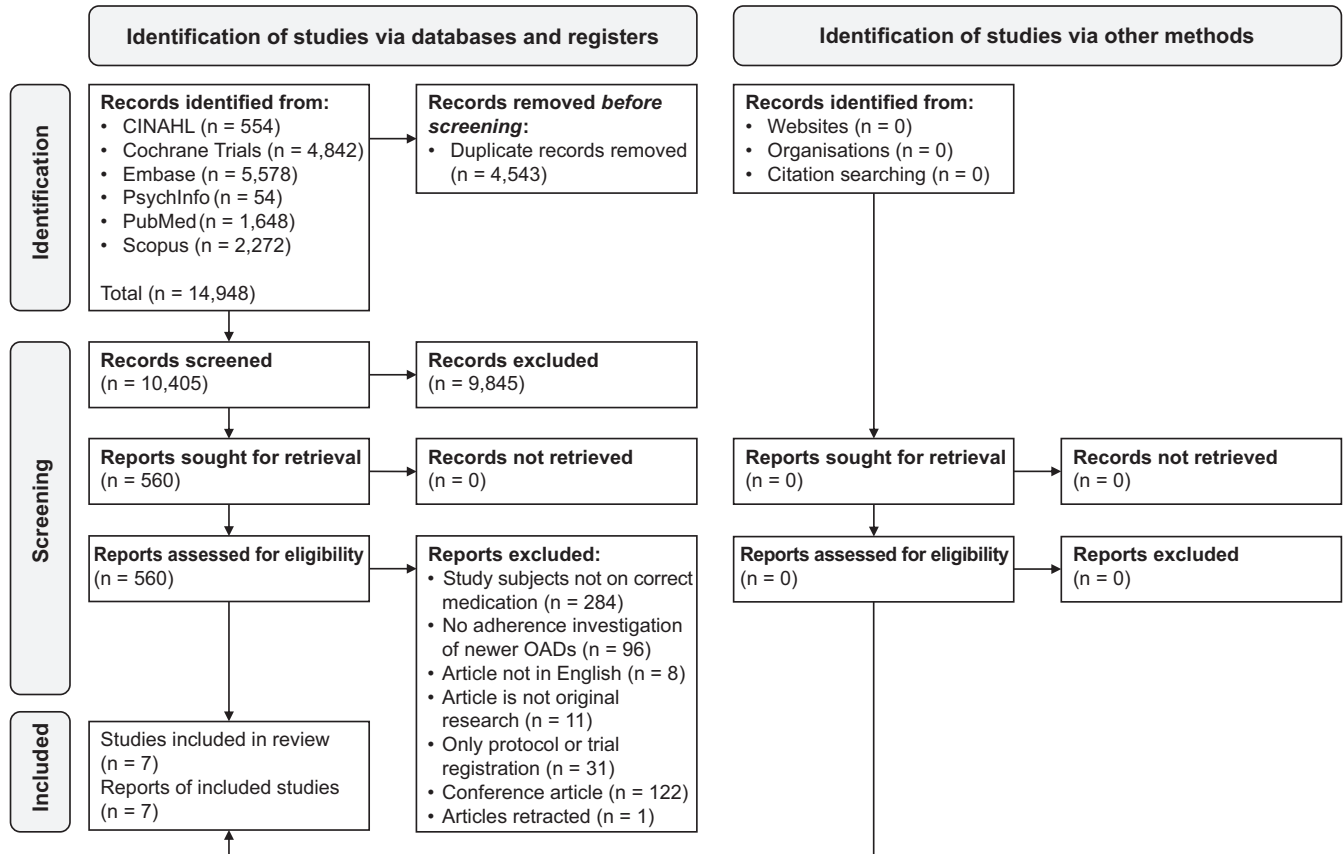 Identification of studies via databases and registers
Identification of studies via other methods
Identification
Records identified from:
• CINAHL (n = 554)
• Cochrane Trials (n = 4,842)
• Embase (n = 5,578)
• PsychInfo (n = 54)
• PubMed (n = 1,648)
• Scopus (n = 2,272)
Total (n = 14,948)
Records removed before
screening:
• Duplicate records removed
(n = 4,543)
Records identified from:
• Websites (n = 0)
• Organisations (n = 0)
• Citation searching (n = 0)
Screening
Records screened
(n = 10,405)
Records excluded
(n = 9,845)
Reports sought for retrieval
(n = 560)
Records not retrieved
(n = 0)
Reports sought for retrieval
(n = 0)
Records not retrieved
(n = 0)
Reports assessed for eligibility
(n = 560)
Reports excluded:
• Study subjects not on correct
medication (n = 284)
• No adherence investigation
of newer OADs (n = 96)
• Article not in English (n = 8)
• Article is not original
research (n = 11)
• Only protocol or trial
registration (n = 31)
• Conference article (n = 122)
• Articles retracted (n = 1)
Reports assessed for eligibility
(n = 0)
Reports excluded
(n = 0)
Included
Studies included in review
(n = 7)
Reports of included studies
(n = 7)